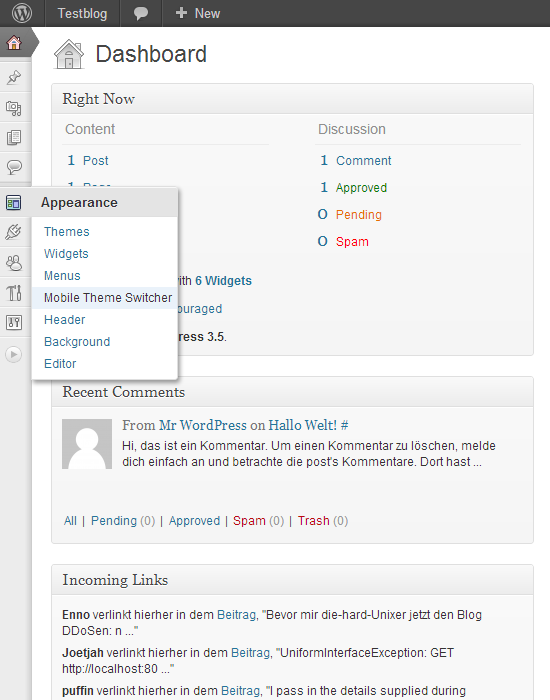 Testblog
+ New
Dashboard
Right Now
Content
Discussion
1 Post
1 Comment
1 Page
1 Approved
0 Pending
0 Spam
Appearance
Themes
Widgets
Menus
Mobile Theme Switcher
Header
Background
Editor
with 6 Widgets
ouraged
ress 3.5.
Recent Comments
From Mr WordPress on Hallo Welt! #
Hi, das ist ein Kommentar. Um einen Kommentar zu löschen, melde
dich einfach an und betrachte die post's Kommentare. Dort hast ...
All | Pending (0) | Approved | Spam (0) | Trash (0)
Incoming Links
Enno verlinkt hierher in dem Beitrag, "Bevor mir die-hard-Unixer jetzt den Blog
DDoSen: n ..."
Joetjah verlinkt hierher in dem Beitrag, "UniformInterfaceException: GET
http://localhost:80 ..."
puffin verlinkt hierher in dem Beitrag, "I pass in the details supplied during